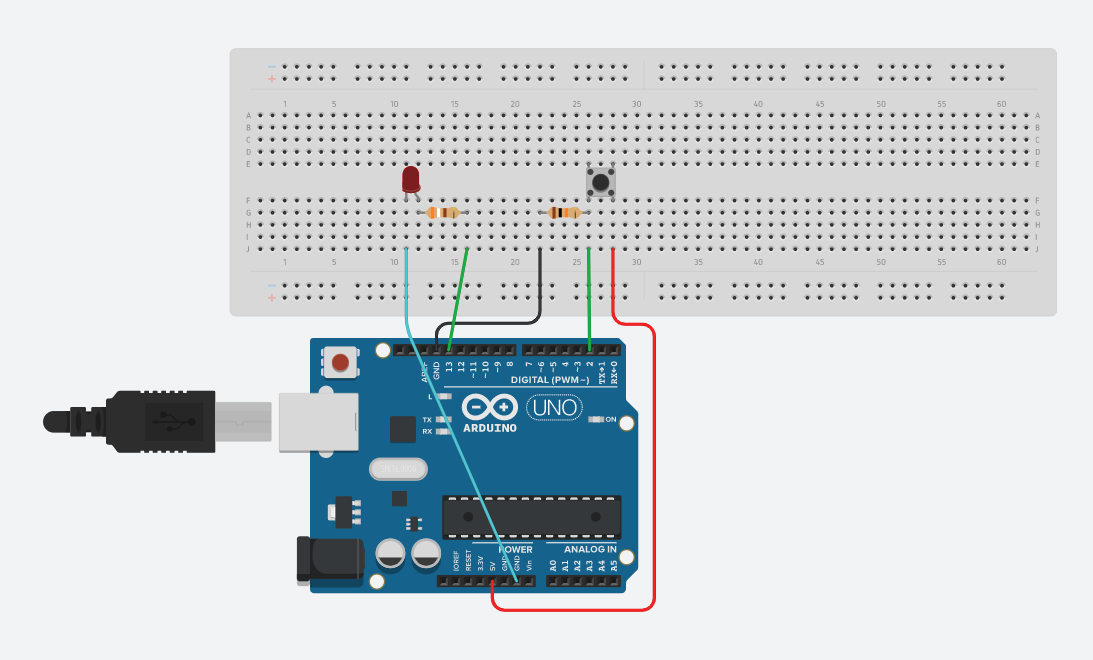 − −
+ +
1 5 10 15 20 25 30 35 40 45 50 55 60
A A
B B
C C
D D
E E
F F
G G
H H
I I
J J
1 5 10 15 20 25 30 35 40 45 50 55 60
−
+
AREF GND 13 12 ~11 ~10 ~9 8 7 ~6 ~5 4 ~3 2 TX→1 RX←0
DIGITAL (PWM~)
L
TX
RX
ARDUINO
UNO
ON
POWER
ANALOG IN
IOREF RESET 3.3V 5V GND GND Vin A0 A1 A2 A3 A4 A5